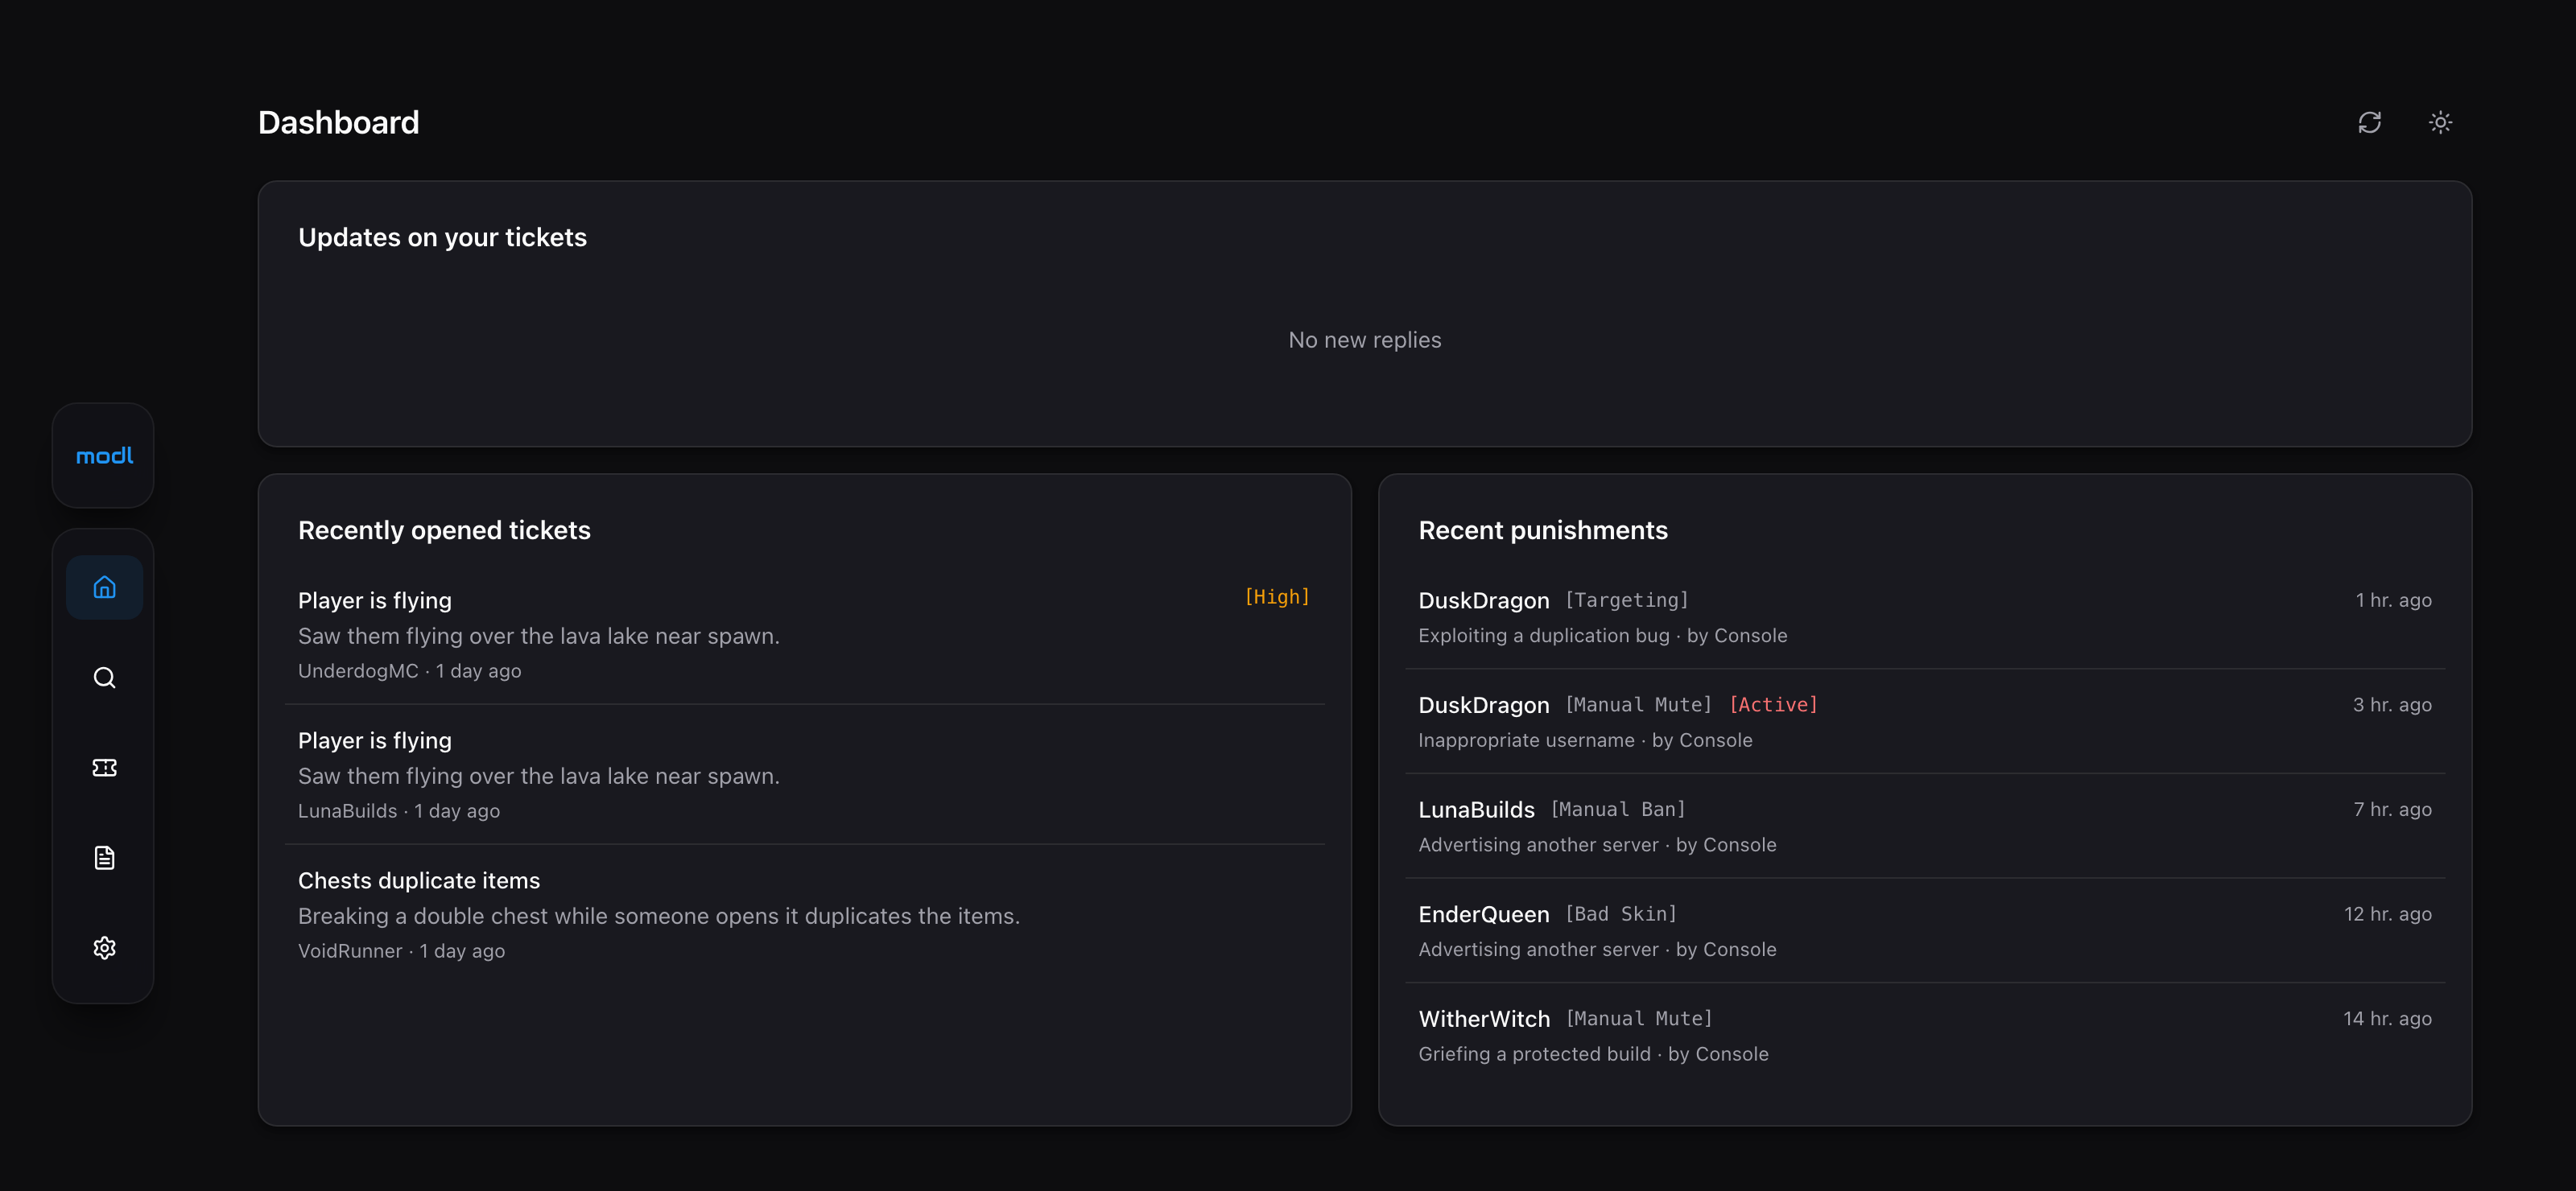 Dashboard
Updates on your tickets
No new replies
modl
Recently opened tickets
Player is flying [High]
Saw them flying over the lava lake near spawn.
UnderdogMC · 1 day ago
Player is flying
Saw them flying over the lava lake near spawn.
LunaBuilds · 1 day ago
Chests duplicate items
Breaking a double chest while someone opens it duplicates the items.
VoidRunner · 1 day ago
Recent punishments
DuskDragon [Targeting] 1 hr. ago
Exploiting a duplication bug · by Console
DuskDragon [Manual Mute] [Active] 3 hr. ago
Inappropriate username · by Console
LunaBuilds [Manual Ban] 7 hr. ago
Advertising another server · by Console
EnderQueen [Bad Skin] 12 hr. ago
Advertising another server · by Console
WitherWitch [Manual Mute] 14 hr. ago
Griefing a protected build · by Console